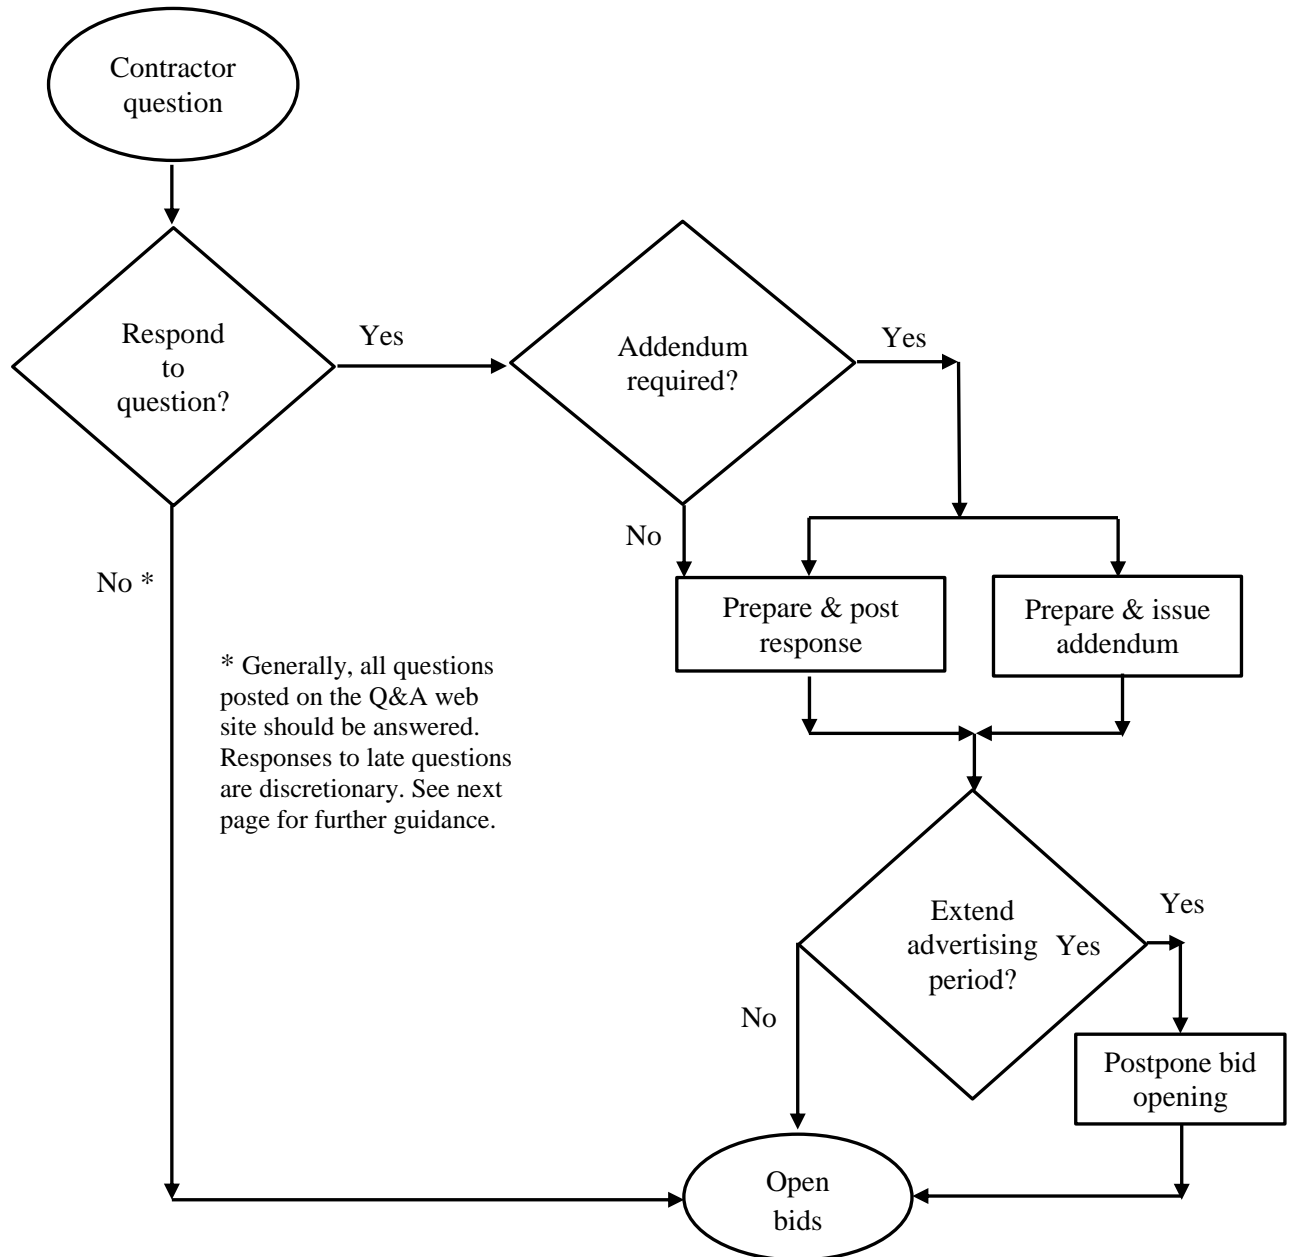 Contractor
question
Respond
to
question?
Yes
Addendum
required?
Yes
No
No *
Prepare & post
response
Prepare & issue
addendum
* Generally, all questions
posted on the Q&A web
site should be answered.
Responses to late questions
are discretionary. See next
page for further guidance.
Extend
advertising
period?
Yes
Yes
No
Postpone bid
opening
Open
bids